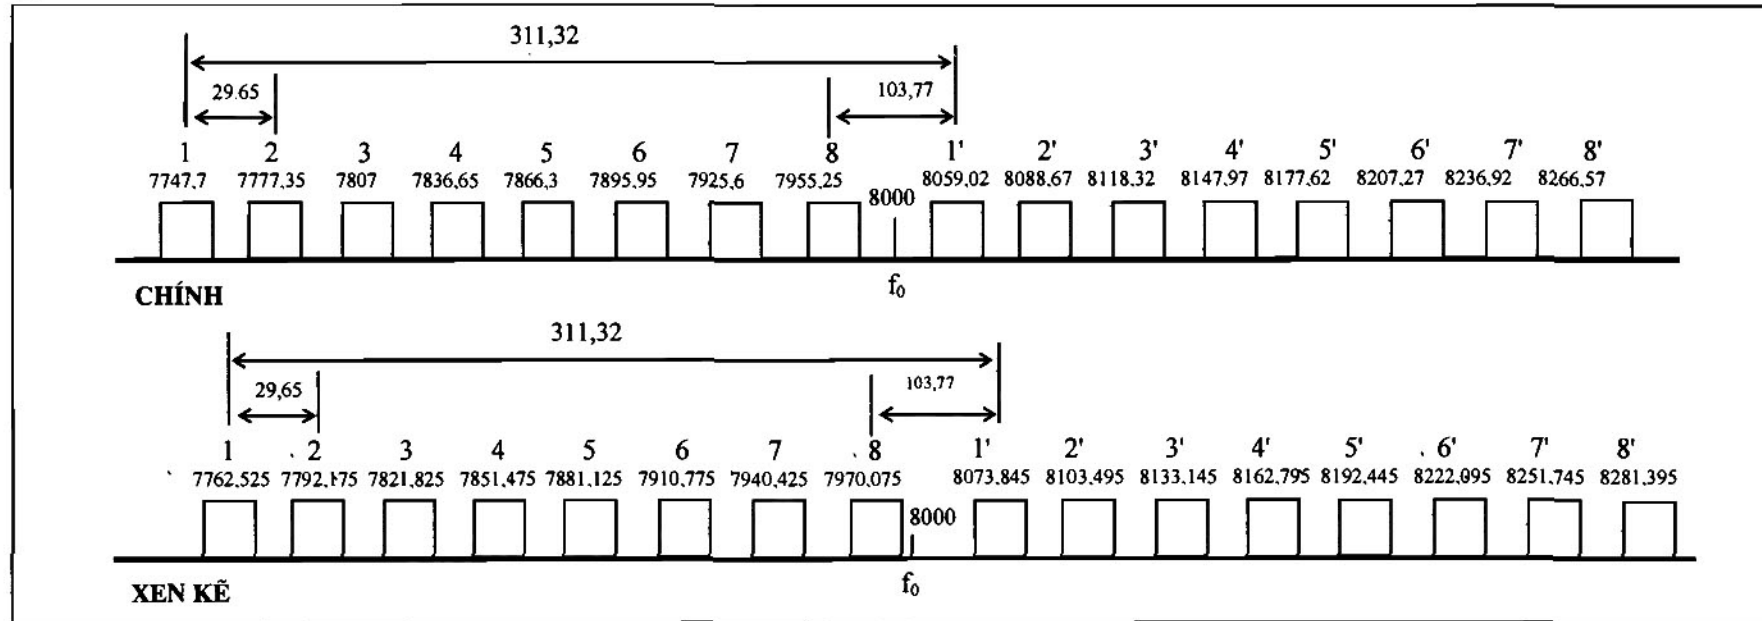 311,32
29.65 103,77
1 2 3 4 5 6 7 8 1' 2' 3' 4' 5' 6' 7' 8'
7747,7 7777,35 7807 7836,65 7866,3 7895,95 7925,6 7955,25 8059,02 8088,67 8118,32 8147,97 8177,62 8207,27 8236,92 8266,57
8000
f₀
CHÍNH
311,32
29,65 103,77
1 2 3 4 5 6 7 8 1' 2' 3' 4' 5' 6' 7' 8'
7762,525 7792,175 7821,825 7851,475 7881,125 7910,775 7940,425 7970,075 8073,845 8103,495 8133,145 8162,795 8192,445 8222,095 8251,745 8281,395
8000
f₀
XEN KẼ